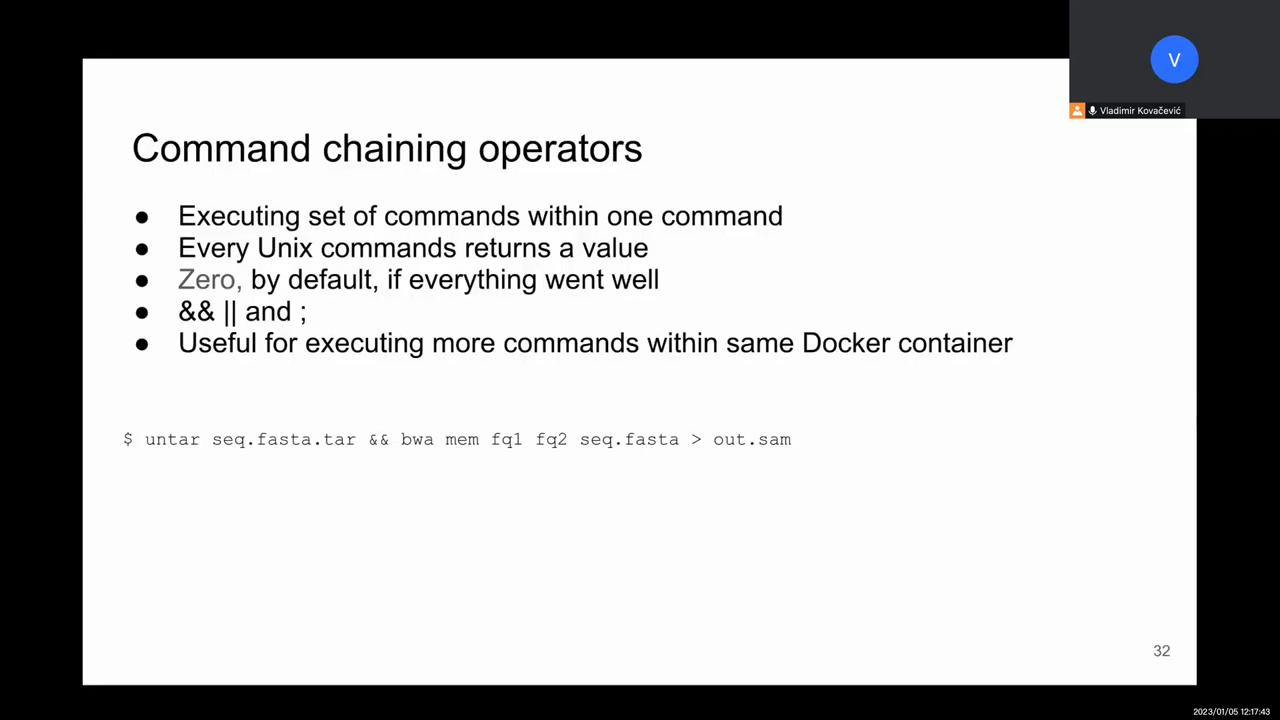 V
Vladimir Kovačević
Command chaining operators
● Executing set of commands within one command
● Every Unix commands returns a value
● Zero, by default, if everything went well
● && || and ;
● Useful for executing more commands within same Docker container
$ untar seq.fasta.tar && bwa mem fq1 fq2 seq.fasta > out.sam
32
2023/01/05 12:17:43